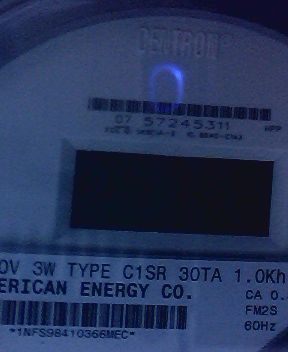 CENTRON
07 57245311
0V 3W TYPE C1SR 30TA 1.0Kh
ERICAN ENERGY CO.
CA 0.
FM2S
*1NFS98410366MEC*
60Hz